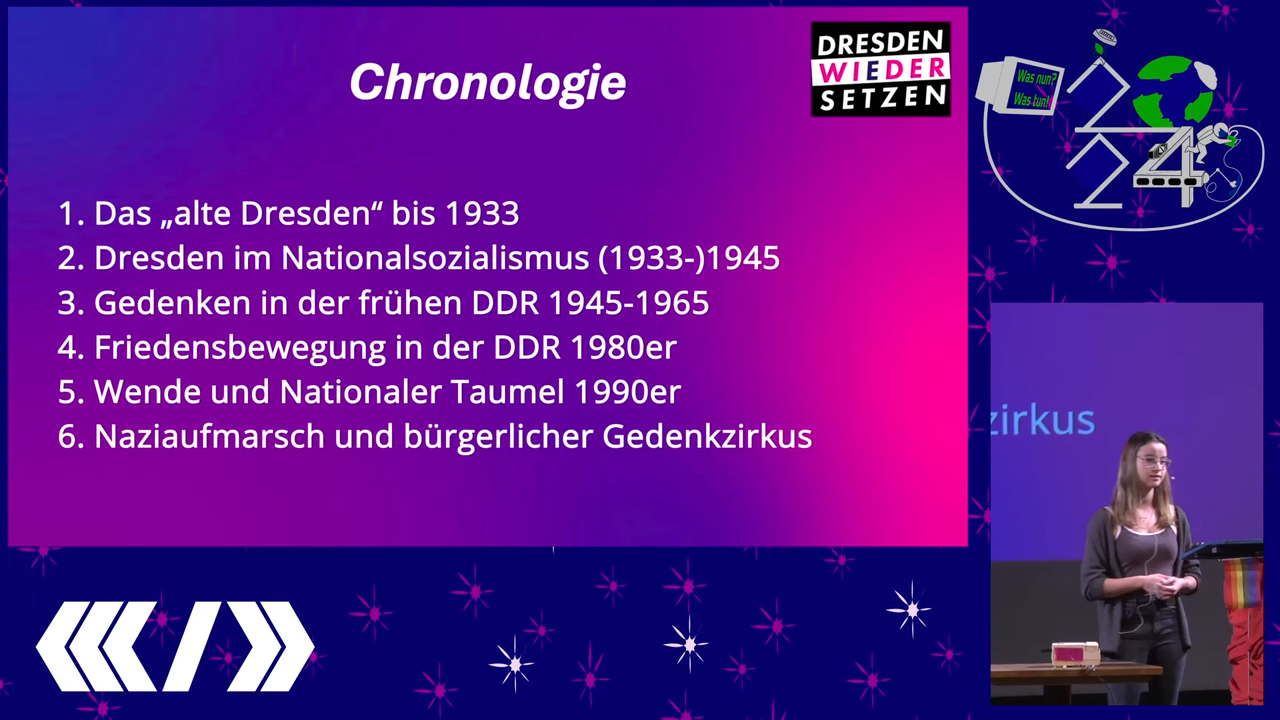 Chronologie
DRESDEN
WIEDER
SETZEN
1. Das „alte Dresden“ bis 1933
2. Dresden im Nationalsozialismus (1933-)1945
3. Gedenken in der frühen DDR 1945-1965
4. Friedensbewegung in der DDR 1980er
5. Wende und Nationaler Taumel 1990er
6. Naziaufmarsch und bürgerlicher Gedenkzirkus
Was nun?
Was tun!
24
zirkus